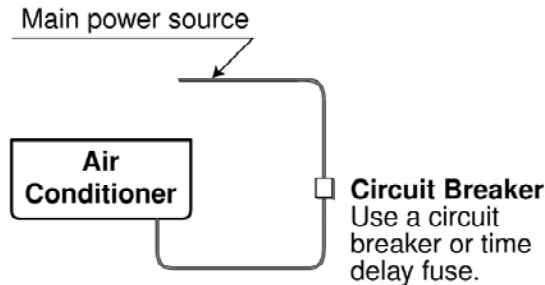 Main power source
Air
Conditioner
Circuit Breaker
Use a circuit
breaker or time
delay fuse.